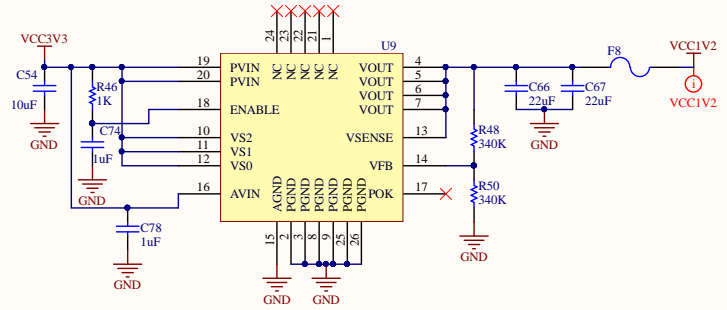 VCC3V3
C54
10uF
GND
R46
1K
C74
1uF
GND
C78
1uF
GND
24
23
22
21
1
NC
NC
NC
NC
NC
U9
19
PVIN
20
PVIN
18
ENABLE
10
VS2
11
VS1
12
VS0
16
AVIN
VOUT
4
VOUT
5
VOUT
6
VOUT
7
VSENSE
13
VFB
14
POK
17
AGND
PGND
PGND
PGND
PGND
PGND
PGND
15
2
3
8
9
25
26
GND
GND
R48
340K
R50
340K
GND
C66
22uF
C67
22uF
GND
F8
VCC1V2
i
VCC1V2